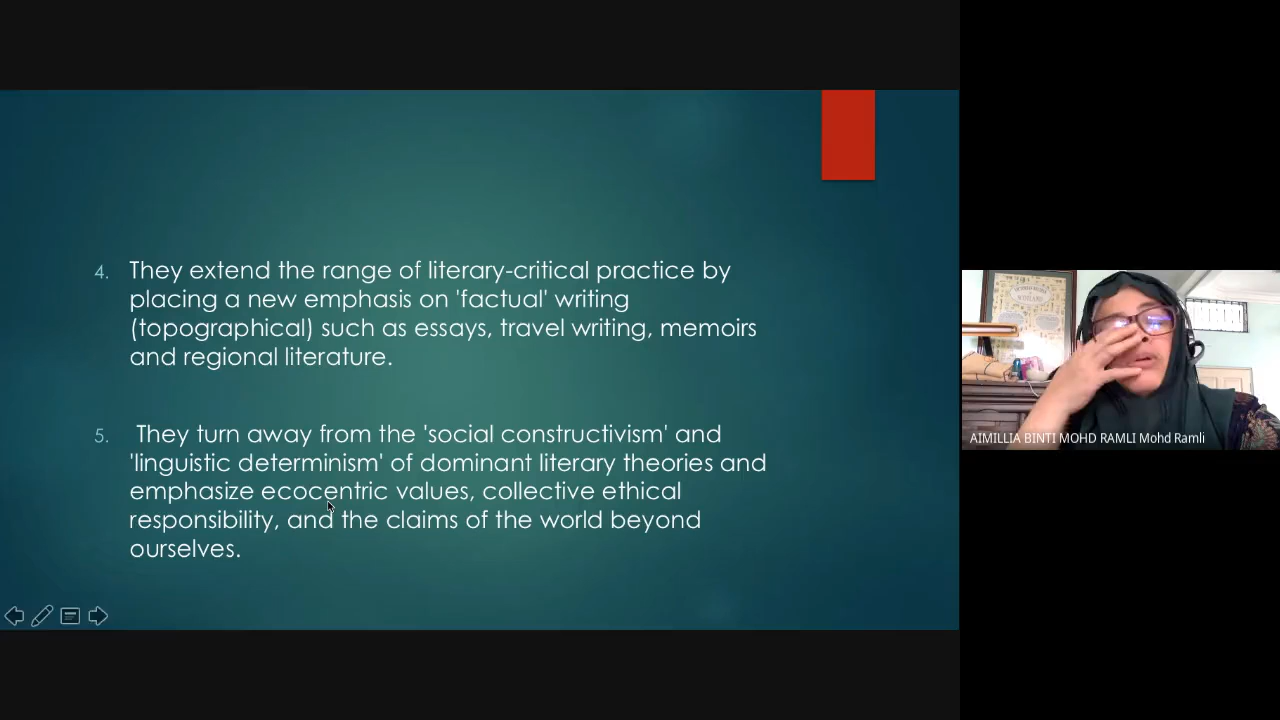 4. They extend the range of literary-critical practice by
placing a new emphasis on 'factual' writing
(topographical) such as essays, travel writing, memoirs
and regional literature.
5. They turn away from the 'social constructivism' and
'linguistic determinism' of dominant literary theories and
emphasize ecocentric values, collective ethical
responsibility, and the claims of the world beyond
ourselves.
AIMILLIA BINTI MOHD RAMLI Mohd Ramli